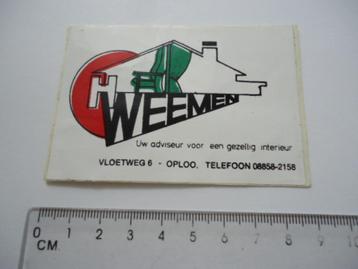 H WEEMEN
Uw adviseur voor een gezellig interieur
VLOETWEG 6 - OPLOO. TELEFOON 08858-2158
0 1 2 3 4 5 6 7 8 9 10
CM